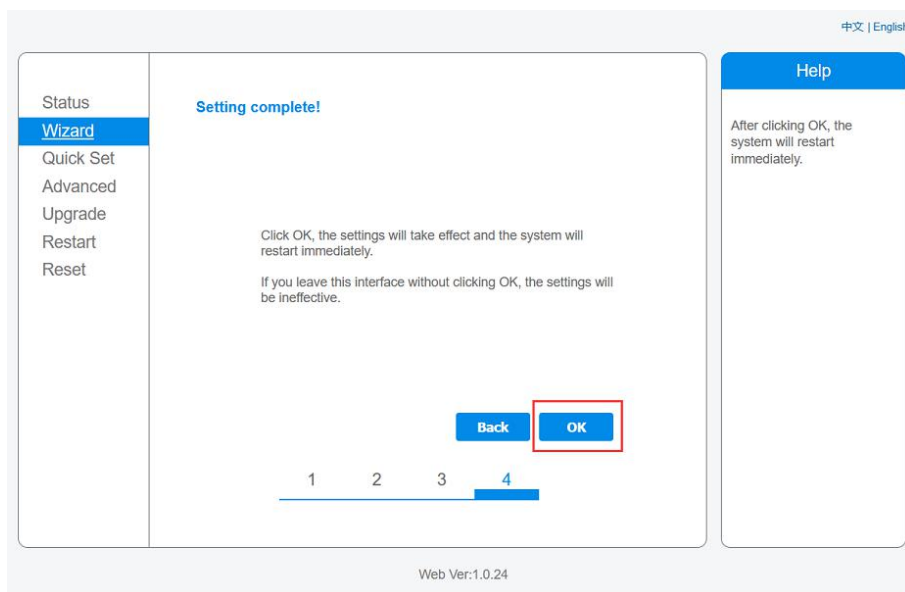 中文 | English
Status
Wizard
Quick Set
Advanced
Upgrade
Restart
Reset
Setting complete!
Click OK, the settings will take effect and the system will
restart immediately.
If you leave this interface without clicking OK, the settings will
be ineffective.
Back OK
1 2 3 4
Help
After clicking OK, the
system will restart
immediately.
Web Ver:1.0.24